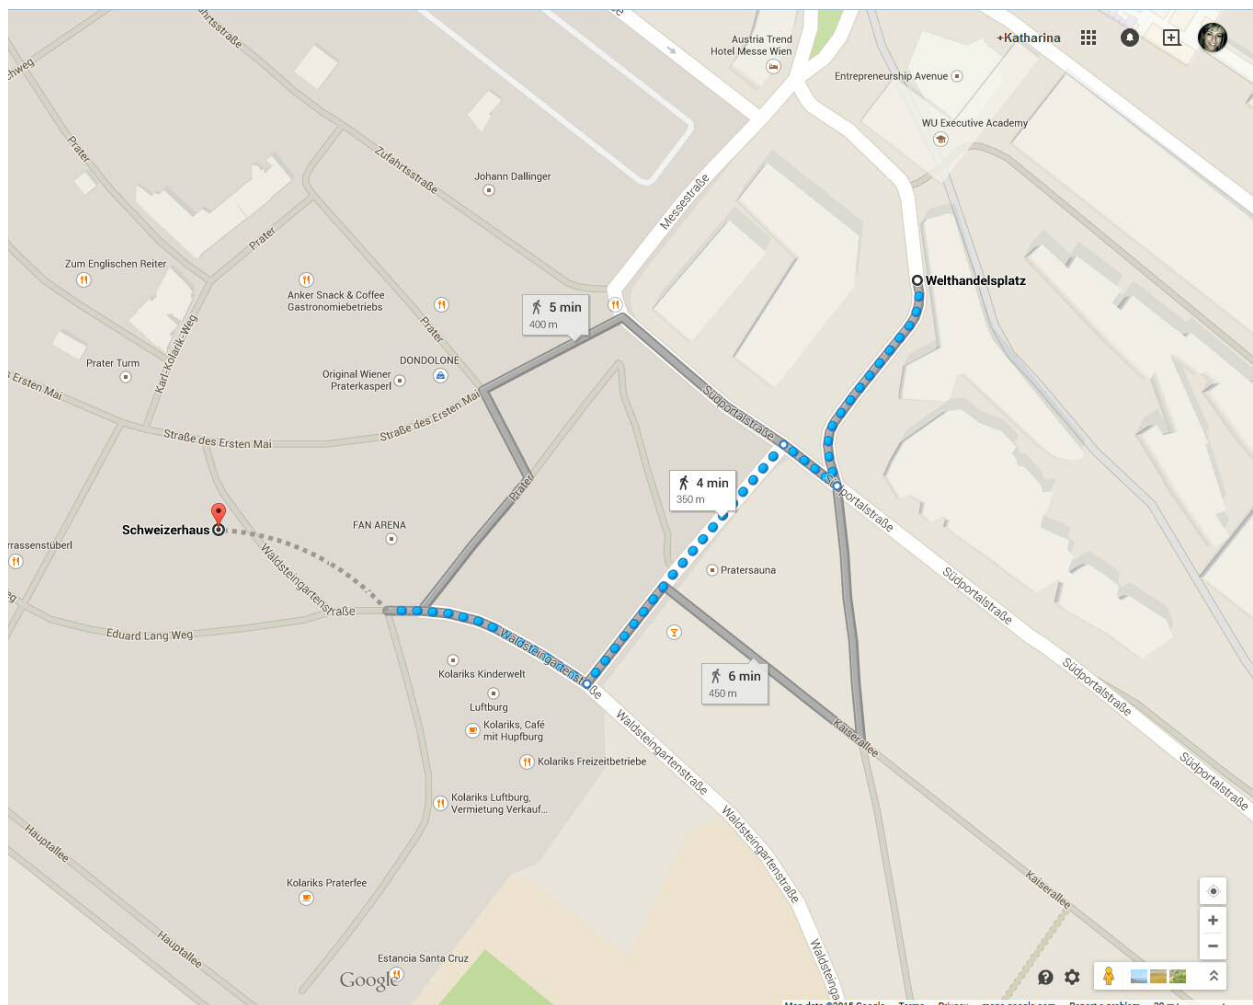 Zufahrtsstraße
Austria Trend
Hotel Messe Wien
+Katharina
Entrepreneurship Avenue
WU Executive Academy
Prater
Zufahrtsstraße
Johann Dallinger
Messestraße
Prater
Zum Englischen Reiter
Anker Snack & Coffee
Gastronomiebetriebs
Welthandelsplatz
5 min
400 m
Karl-Kolarik-Weg
Prater
Prater Turm
DONDOLONE
Original Wiener
Praterkasperl
Südportalstraße
Straße des Ersten Mai
Straße des Ersten Mai
4 min
350 m
Prater
FAN ARENA
Schweizerhaus
Südportalstraße
Waldsteingartenstraße
Pratersauna
Südportalstraße
Eduard Lang Weg
Waldsteingartenstraße
Kolariks Kinderwelt
6 min
450 m
Luftburg
Kolariks, Café
mit Hupfburg
Waldsteingartenstraße
Kaiserallee
Südportalstraße
Kolariks Freizeitbetriebe
Südportalstraße
Kolariks Luftburg,
Vermietung Verkauf...
Waldsteingartenstraße
Hauptallee
Kolariks Praterfee
Kaiserallee
Hauptallee
Estancia Santa Cruz
Google